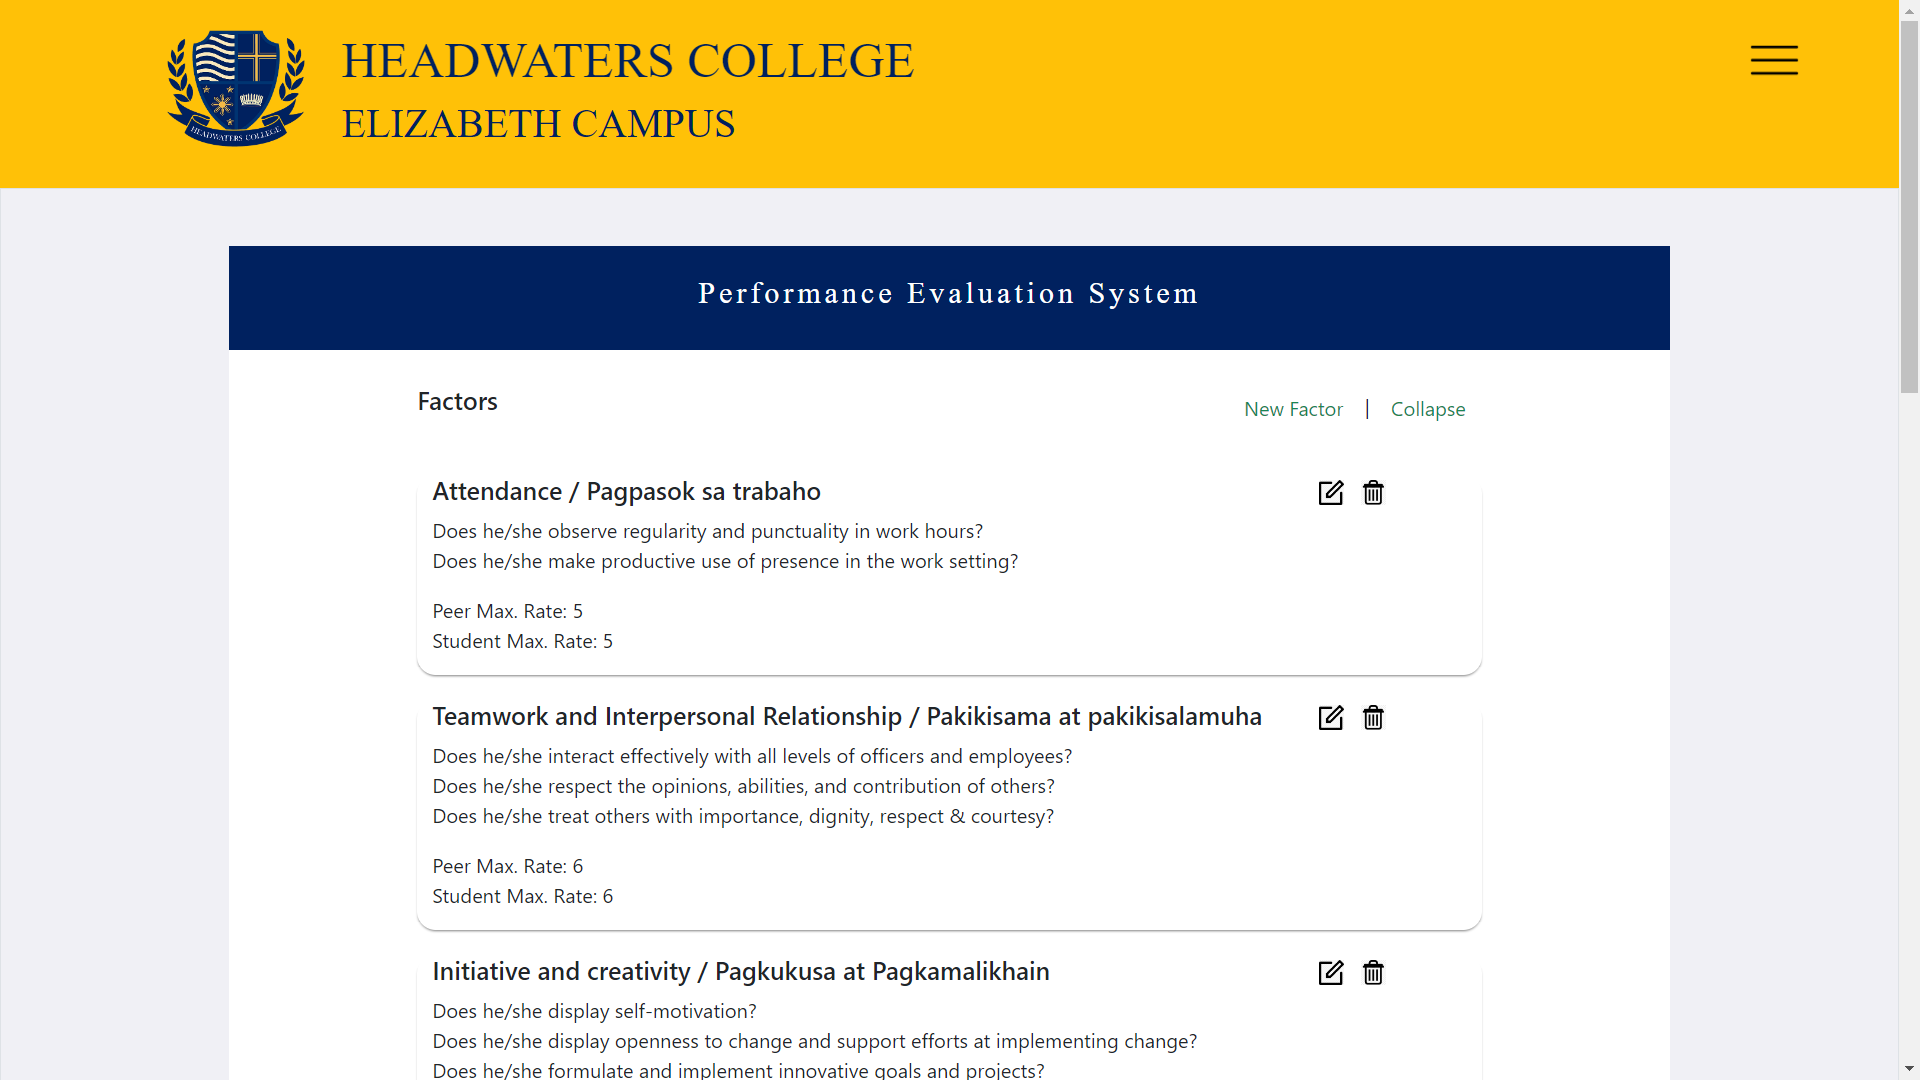 HEADWATERS COLLEGE
HEADWATERS COLLEGE
ELIZABETH CAMPUS
Performance Evaluation System
Factors
New Factor | Collapse
Attendance / Pagpasok sa trabaho
Does he/she observe regularity and punctuality in work hours?
Does he/she make productive use of presence in the work setting?
Peer Max. Rate: 5
Student Max. Rate: 5
Teamwork and Interpersonal Relationship / Pakikisama at pakikisalamuha
Does he/she interact effectively with all levels of officers and employees?
Does he/she respect the opinions, abilities, and contribution of others?
Does he/she treat others with importance, dignity, respect & courtesy?
Peer Max. Rate: 6
Student Max. Rate: 6
Initiative and creativity / Pagkukusa at Pagkamalikhain
Does he/she display self-motivation?
Does he/she display openness to change and support efforts at implementing change?
Does he/she formulate and implement innovative goals and projects?